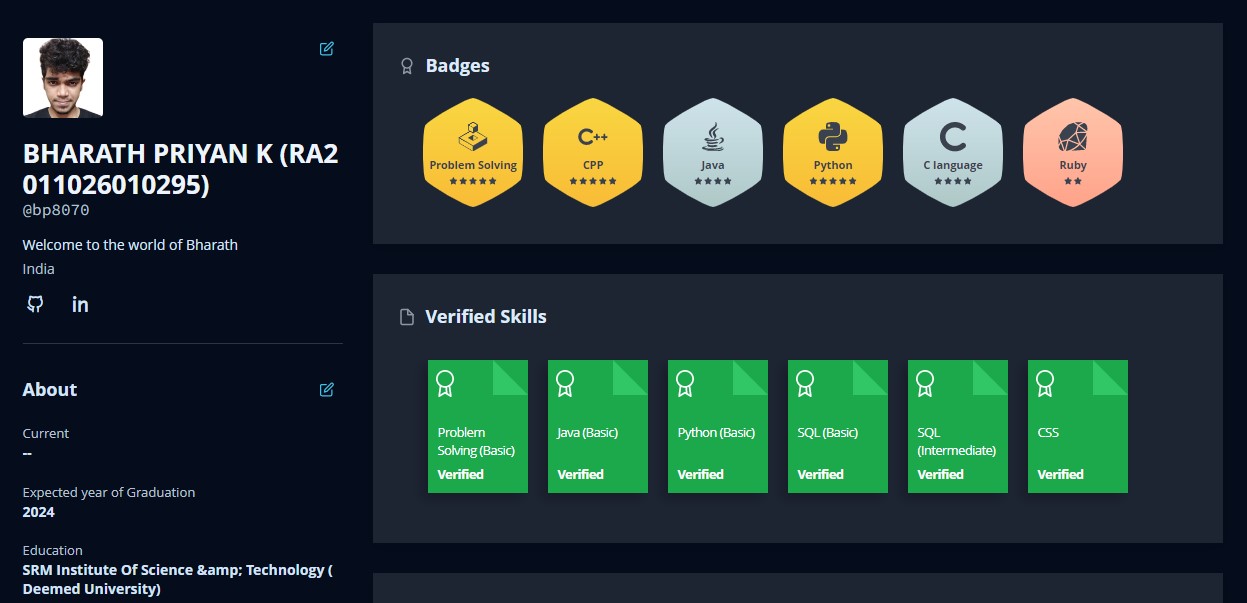 BHARATH PRIYAN K (RA2
011026010295)
@bp8070
Welcome to the world of Bharath
India
in
About
Current
--
Expected year of Graduation
2024
Education
SRM Institute Of Science &amp; Technology (
Deemed University)
Badges
Problem Solving
C++
CPP
Java
Python
C
C language
Ruby
Verified Skills
Problem
Solving (Basic)
Verified
Java (Basic)
Verified
Python (Basic)
Verified
SQL (Basic)
Verified
SQL
(Intermediate)
Verified
CSS
Verified